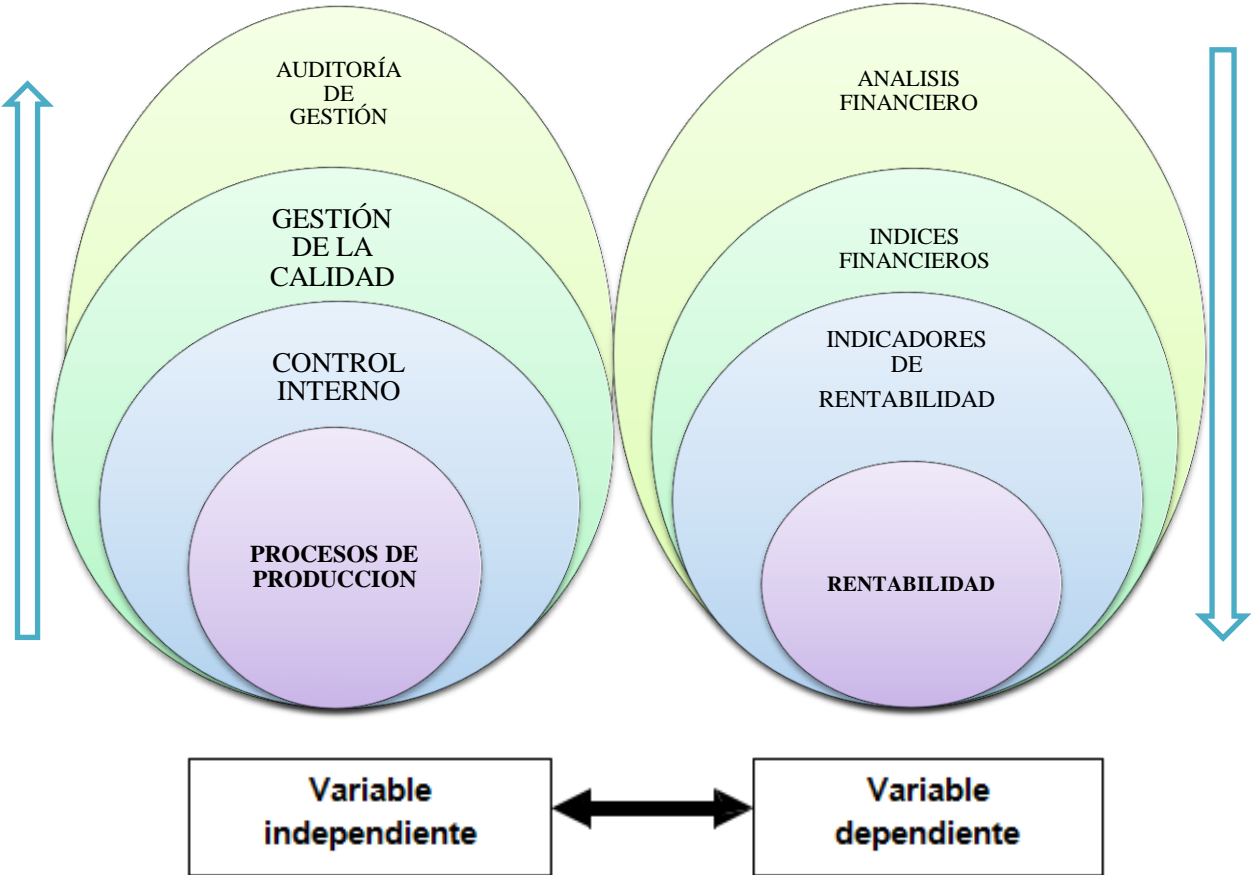 AUDITORÍA
DE
GESTIÓN
GESTIÓN
DE LA
CALIDAD
CONTROL
INTERNO
PROCESOS DE
PRODUCCION
ANALISIS
FINANCIERO
INDICES
FINANCIEROS
INDICADORES
DE
RENTABILIDAD
RENTABILIDAD
Variable
independiente
Variable
dependiente